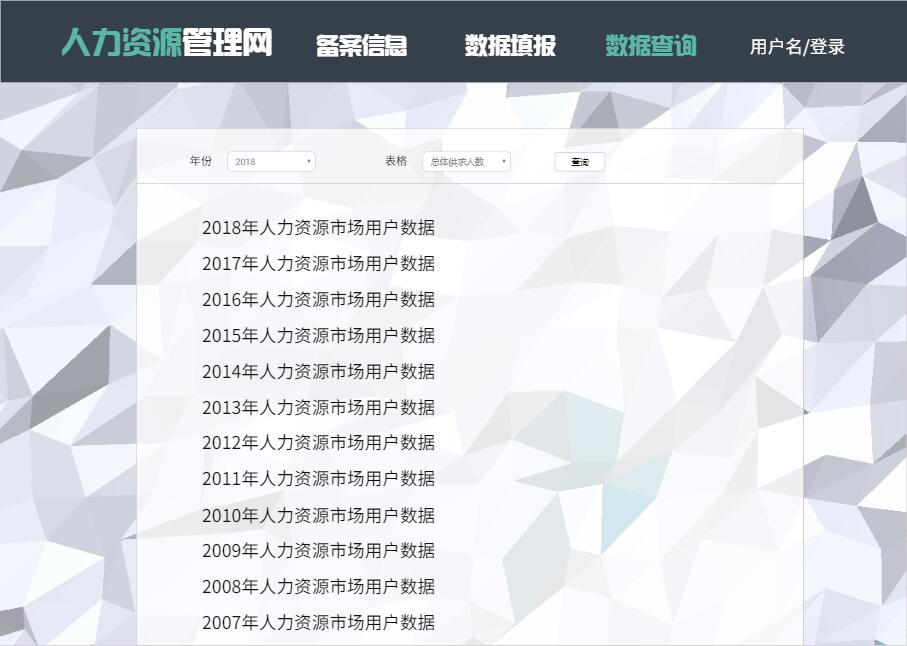 人力资源管理网 备案信息 数据填报 数据查询 用户名/登录
年份 2018 表格 总体供求人数 查询
2018年人力资源市场用户数据
2017年人力资源市场用户数据
2016年人力资源市场用户数据
2015年人力资源市场用户数据
2014年人力资源市场用户数据
2013年人力资源市场用户数据
2012年人力资源市场用户数据
2011年人力资源市场用户数据
2010年人力资源市场用户数据
2009年人力资源市场用户数据
2008年人力资源市场用户数据
2007年人力资源市场用户数据